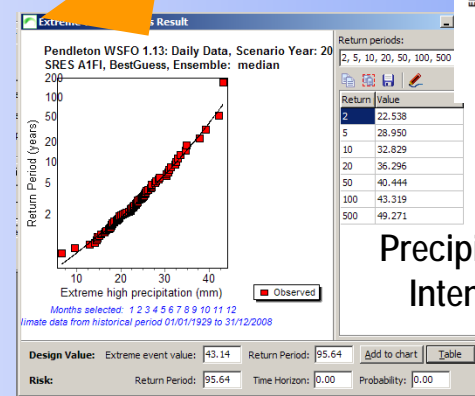 Result
Pendleton WSFO 1.13: Daily Data, Scenario Year: 20
SRES A1FI, BestGuess, Ensemble: median
Return Period (years)
200
100
50
20
10
5
2
10 20 30 40
Extreme high precipitation (mm)
Observed
Months selected: 1 2 3 4 5 6 7 8 9 10 11 12
limate data from historical period 01/01/1929 to 31/12/2008
Return periods:
2, 5, 10, 20, 50, 100, 500
Return Value
2 22.538
5 28.950
10 32.829
20 36.296
50 40.444
100 43.319
500 49.271
Precipi
Inter
Design Value: Extreme event value: 43.14 Return Period: 95.64 Add to chart Table
Risk: Return Period: 95.64 Time Horizon: 0.00 Probability: 0.00